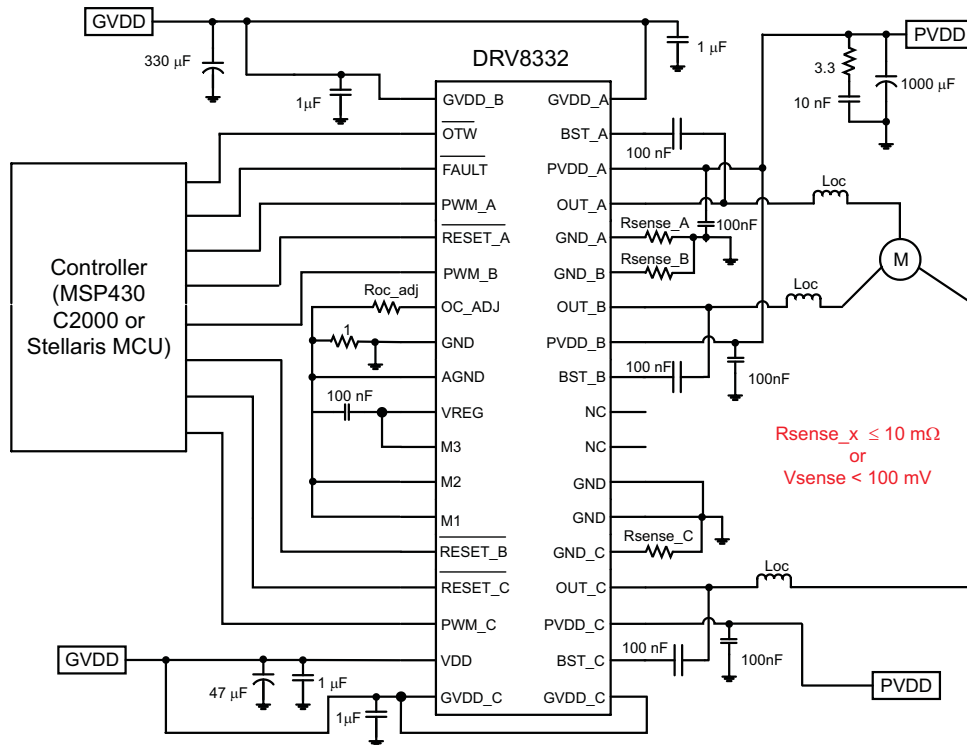 GVDD
PVDD
330 μF
1μF
1 μF
3.3
10 nF
1000 μF
DRV8332
GVDD_B
OTW
FAULT
PWM_A
RESET_A
PWM_B
OC_ADJ
GND
AGND
VREG
M3
M2
M1
RESET_B
RESET_C
PWM_C
VDD
GVDD_C
GVDD_A
BST_A
PVDD_A
OUT_A
GND_A
GND_B
OUT_B
PVDD_B
BST_B
NC
NC
GND
GND
GND_C
OUT_C
PVDD_C
BST_C
GVDD_C
Controller
(MSP430
C2000 or
Stellaris MCU)
Roc_adj
1
100 nF
100 nF
Loc
100nF
Rsense_A
Rsense_B
M
Loc
100 nF
100nF
Rsense_x ≤ 10 mΩ
or
Vsense < 100 mV
Rsense_C
Loc
100 nF
100nF
PVDD
GVDD
47 μF
1 μF
1μF